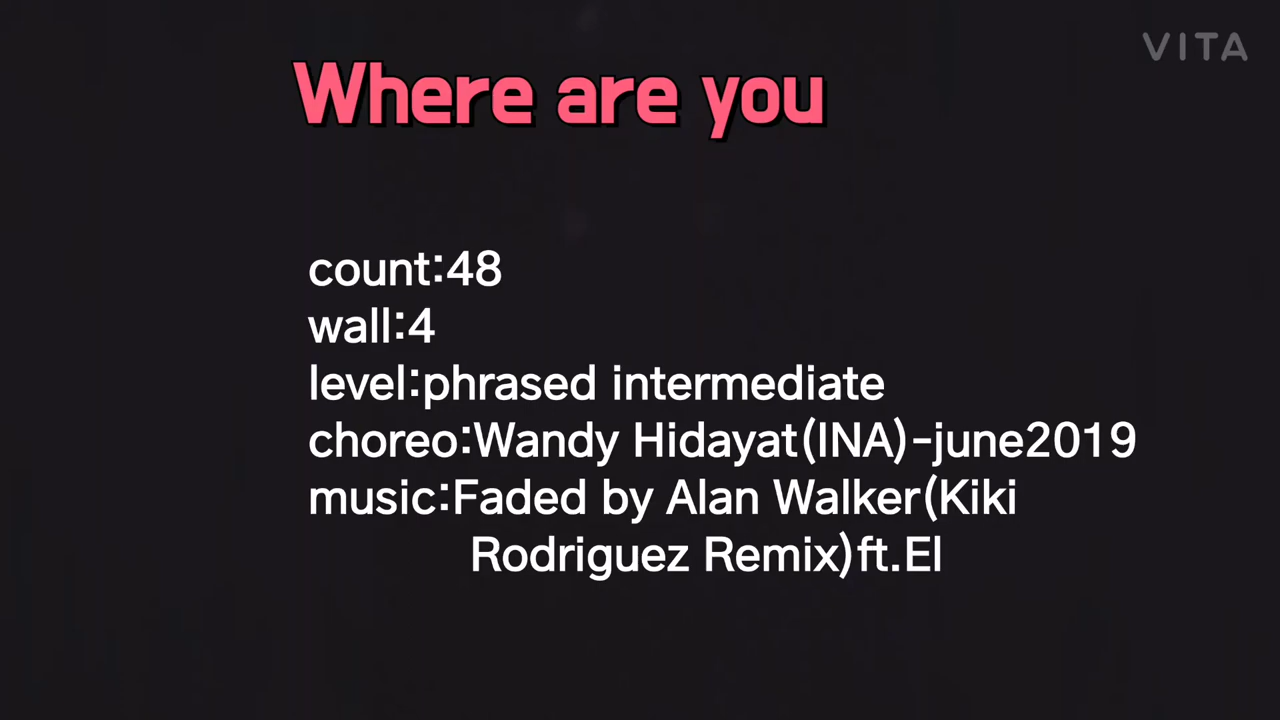 VITA
Where are you
count:48
wall:4
level:phrased intermediate
choreo:Wandy Hidayat(INA)-june2019
music:Faded by Alan Walker(Kiki
Rodriguez Remix)ft.El